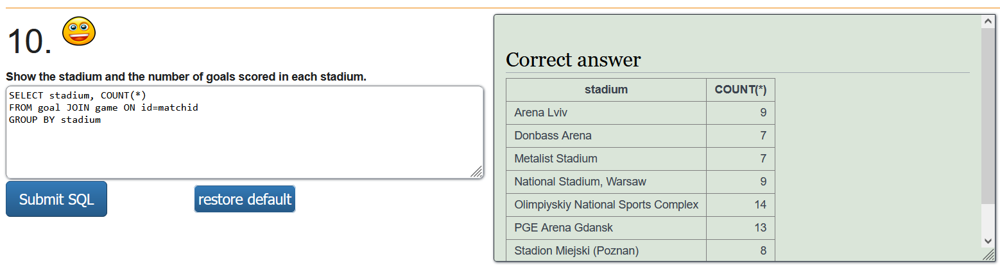 10.
Show the stadium and the number of goals scored in each stadium.
SELECT stadium, COUNT(*)
FROM goal JOIN game ON id=matchid
GROUP BY stadium
Submit SQL restore default
Correct answer
stadium COUNT(*)
Arena Lviv 9
Donbass Arena 7
Metalist Stadium 7
National Stadium, Warsaw 9
Olimpiyskiy National Sports Complex 14
PGE Arena Gdansk 13
Stadion Miejski (Poznan) 8